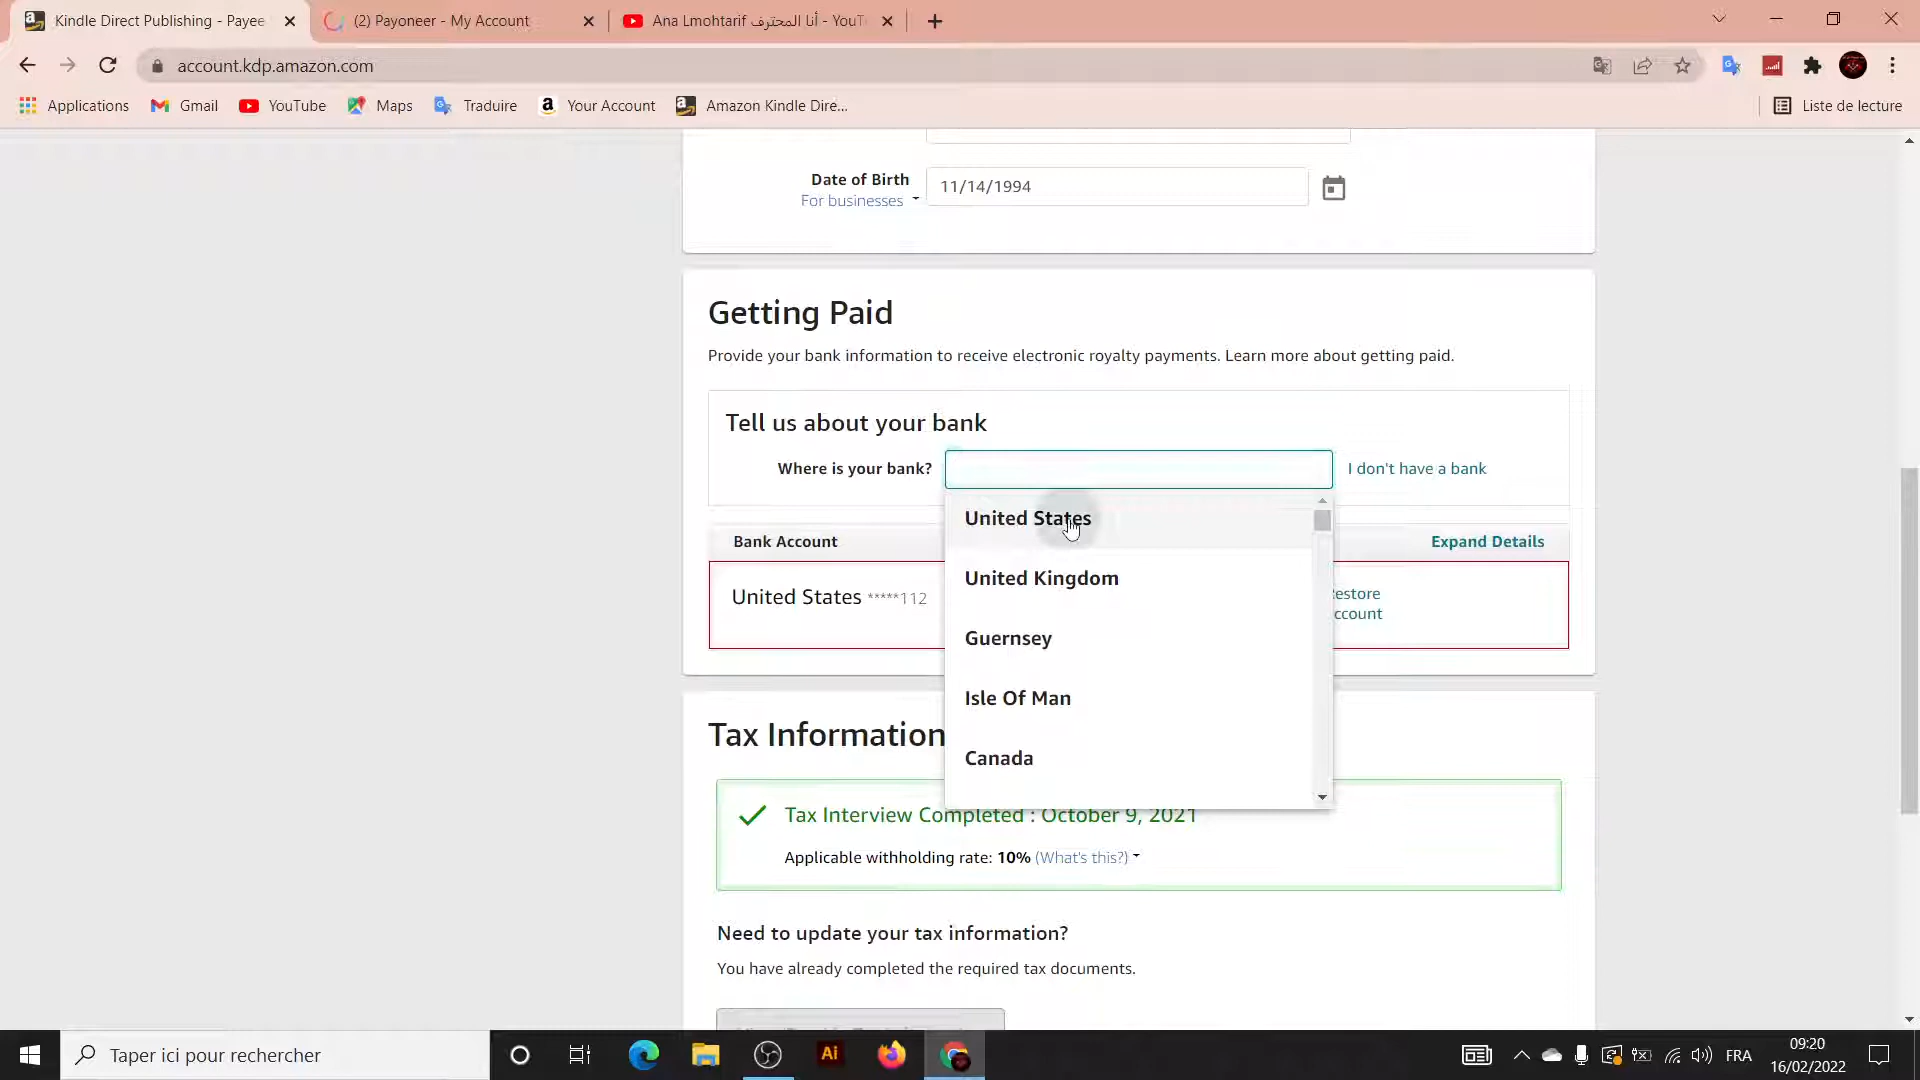 Kindle Direct Publishing - Payee
(2) Payoneer - My Account
Ana Lmohtarif أنا المحترف - YouT
account.kdp.amazon.com
Applications
Gmail
YouTube
Maps
Traduire
Your Account
Amazon Kindle Dire...
Liste de lecture
Date of Birth
For businesses
11/14/1994
Getting Paid
Provide your bank information to receive electronic royalty payments. Learn more about getting paid.
Tell us about your bank
Where is your bank?
I don't have a bank
United States
United Kingdom
Guernsey
Isle Of Man
Canada
Bank Account
Expand Details
United States *****112
estore
ccount
Tax Information
Tax Interview Completed : October 9, 2021
Applicable withholding rate: 10% (What's this?)
Need to update your tax information?
You have already completed the required tax documents.
Taper ici pour rechercher
Ai
FRA
09:20
16/02/2022